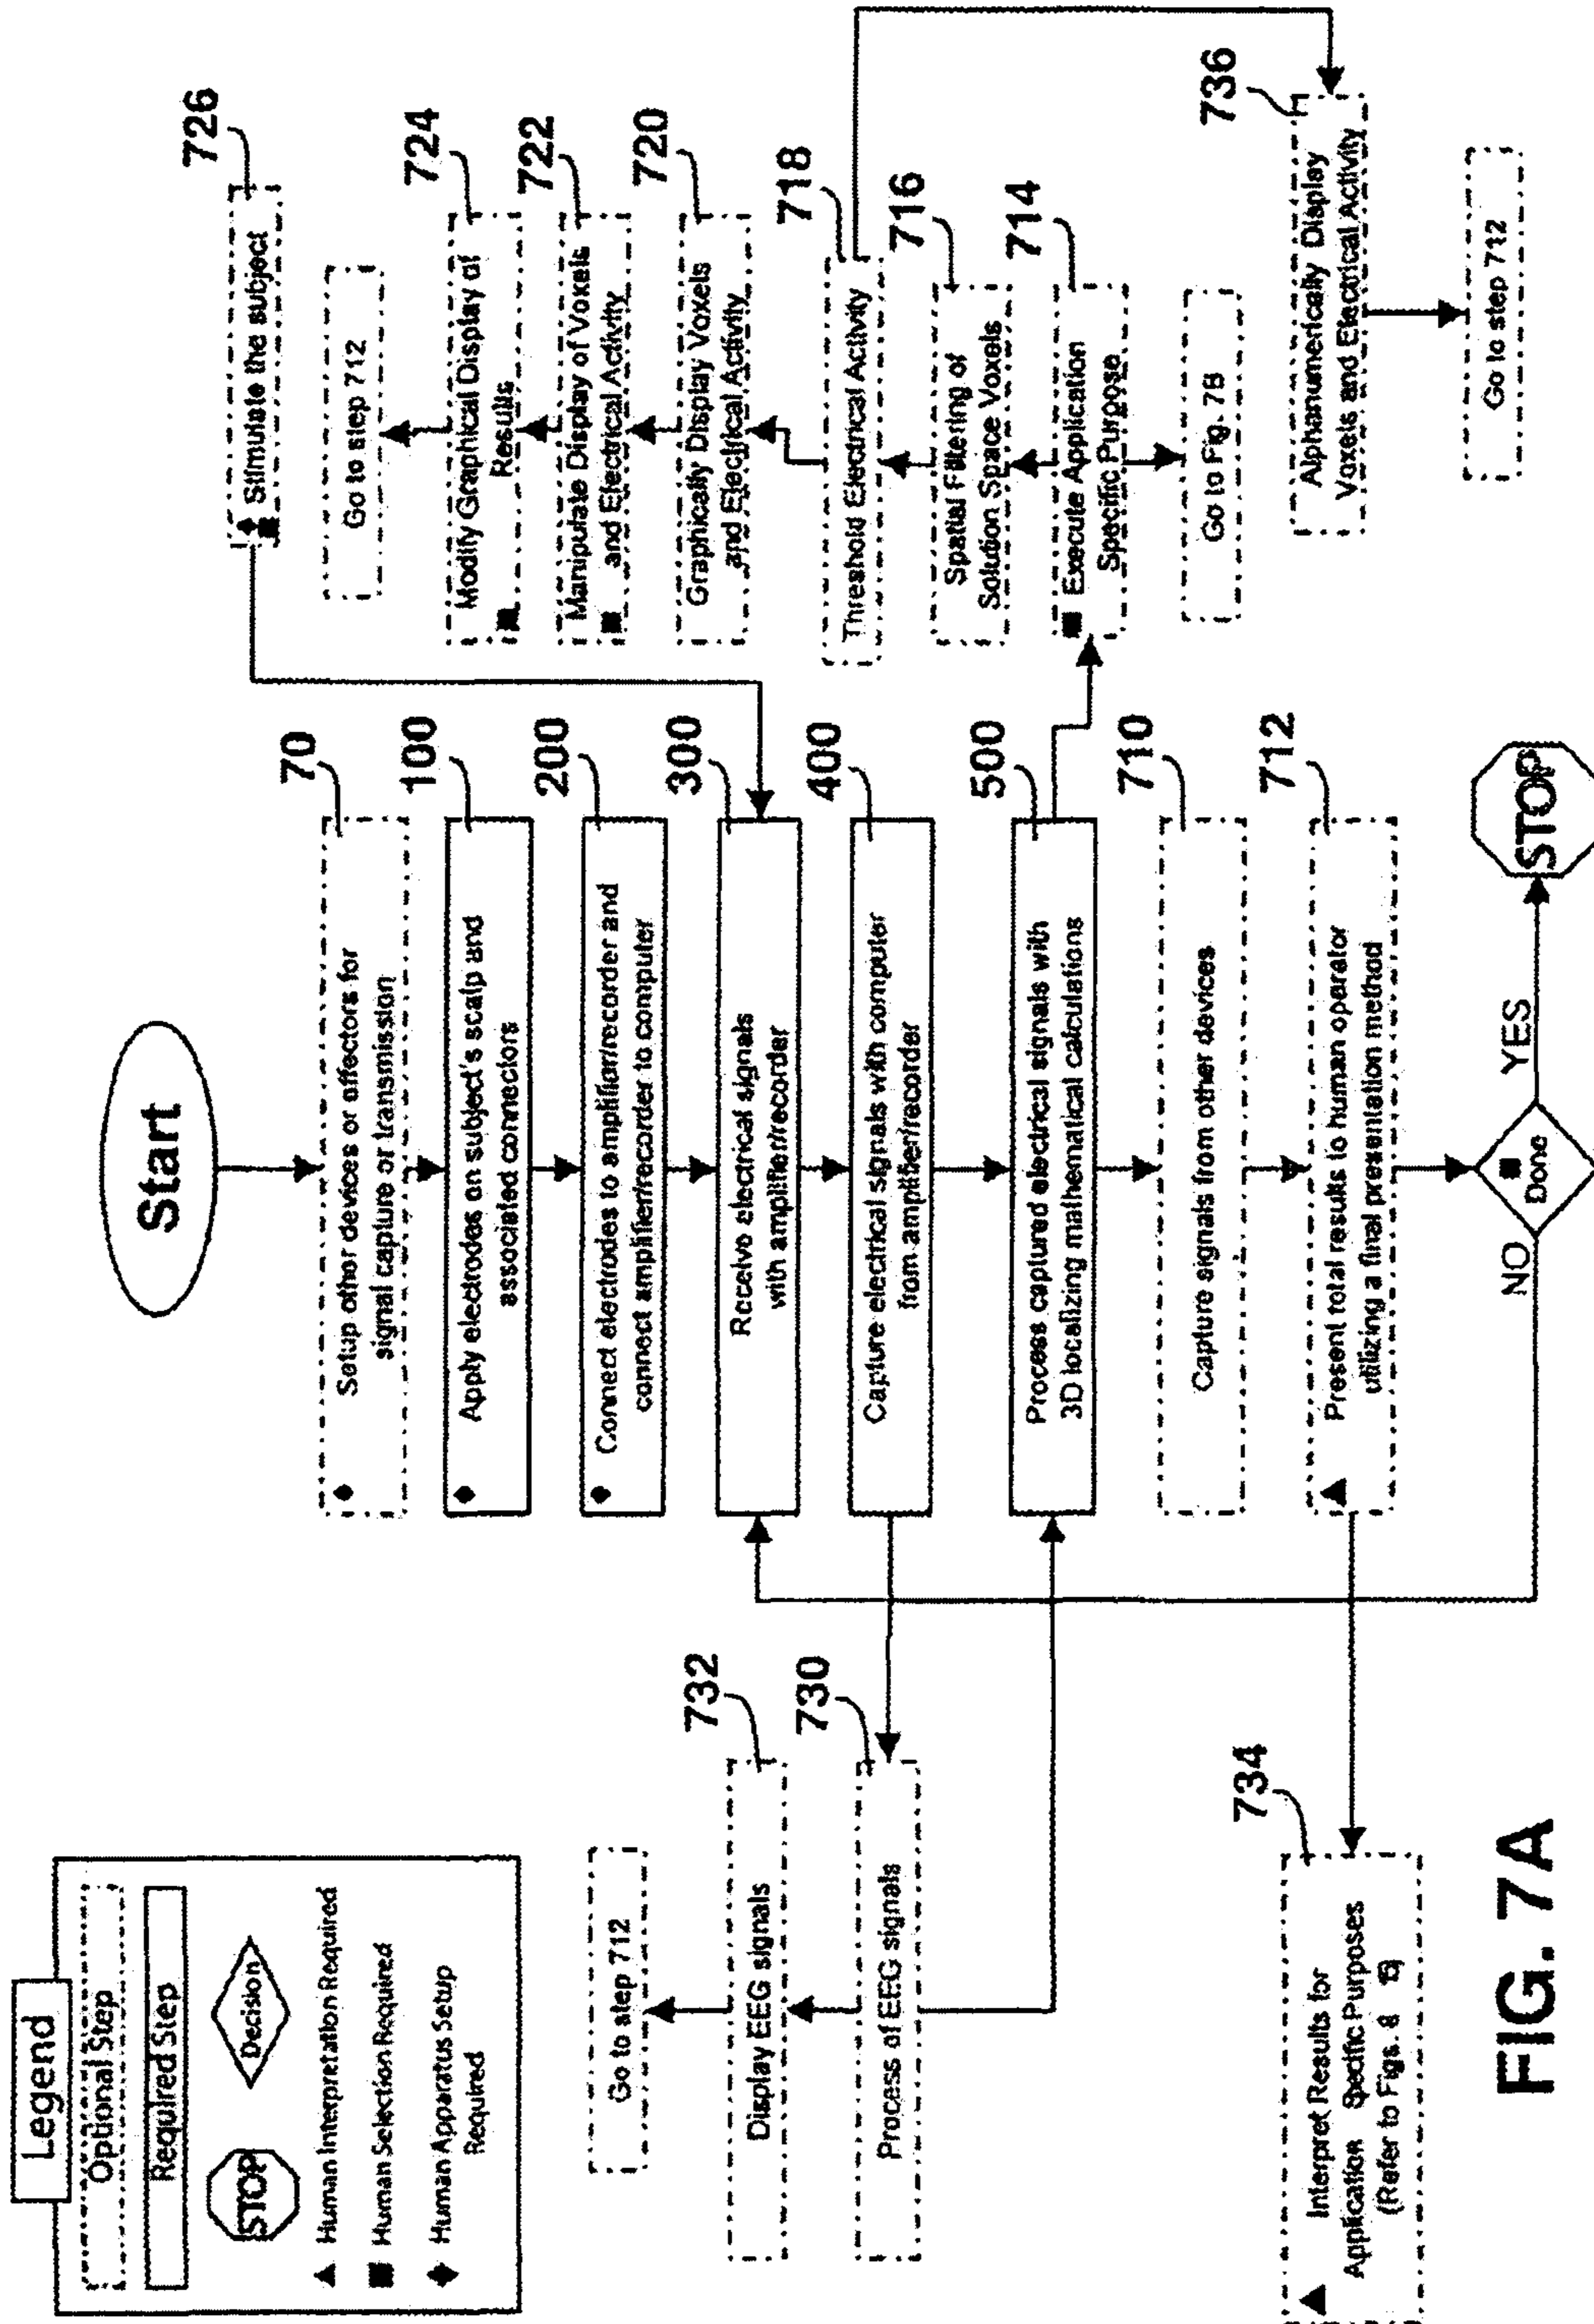 Legend
Optional Step
Required Step
STOP
Decision
Human Interpretation Required
Human Selection Required
Human Apparatus Setup
Required
Start
70
Setup other devices or affectors for
signal capture or transmission
100
Apply electrodes on subject's scalp and
associated connectors
200
Connect electrodes to amplifier/recorder and
connect amplifier/recorder to computer
300
Receive electrical signals
with amplifier/recorder
400
Capture electrical signals with computer
from amplifier/recorder
500
Process captured electrical signals with
3D localizing mathematical calculations
710
Capture signals from other devices
712
Present total results to human operator
utilizing a final presentation method
Done
NO
YES
STOP
Go to step 712
732
Display EEG signals
730
Process of EEG signals
734
Interpret Results for
Application Specific Purposes
(Refer to Figs. 8
726
Stimulate the subject
Go to step 712
724
Modify Graphical Display of
Results
722
Manipulate Display of Voxels
and Electrical Activity
720
Graphically Display Voxels
and Electrical Activity
718
Threshold Electrical Activity
716
Spatial Filtering of
Solution Space Voxels
714
Execute Application
Specific Purpose
Go to Fig. 7B
736
Alphanumerically Display
Voxels and Electrical Activity
Go to step 712
FIG. 7A